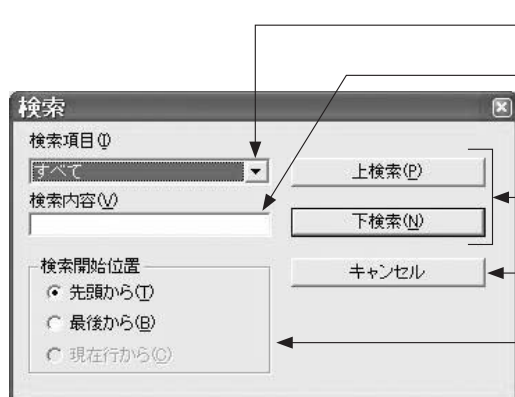 検索
検索項目(I)
すべて
上検索(P)
検索内容(V)
下検索(N)
検索開始位置
キャンセル
先頭から(T)
最後から(B)
現在行から(C)